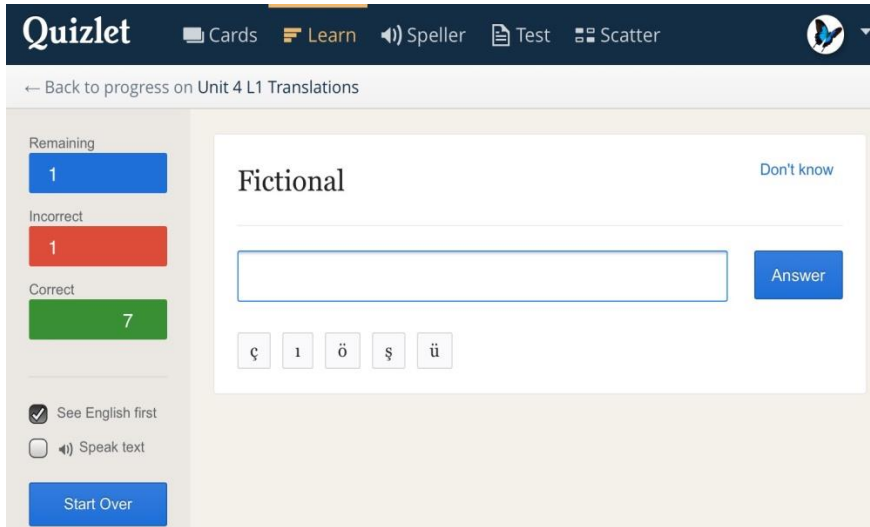 Quizlet Cards Learn Speller Test Scatter
← Back to progress on Unit 4 L1 Translations
Remaining
1
Incorrect
1
Correct
7
See English first
Speak text
Start Over
Fictional Don't know
Answer
ç ı ö ş ü